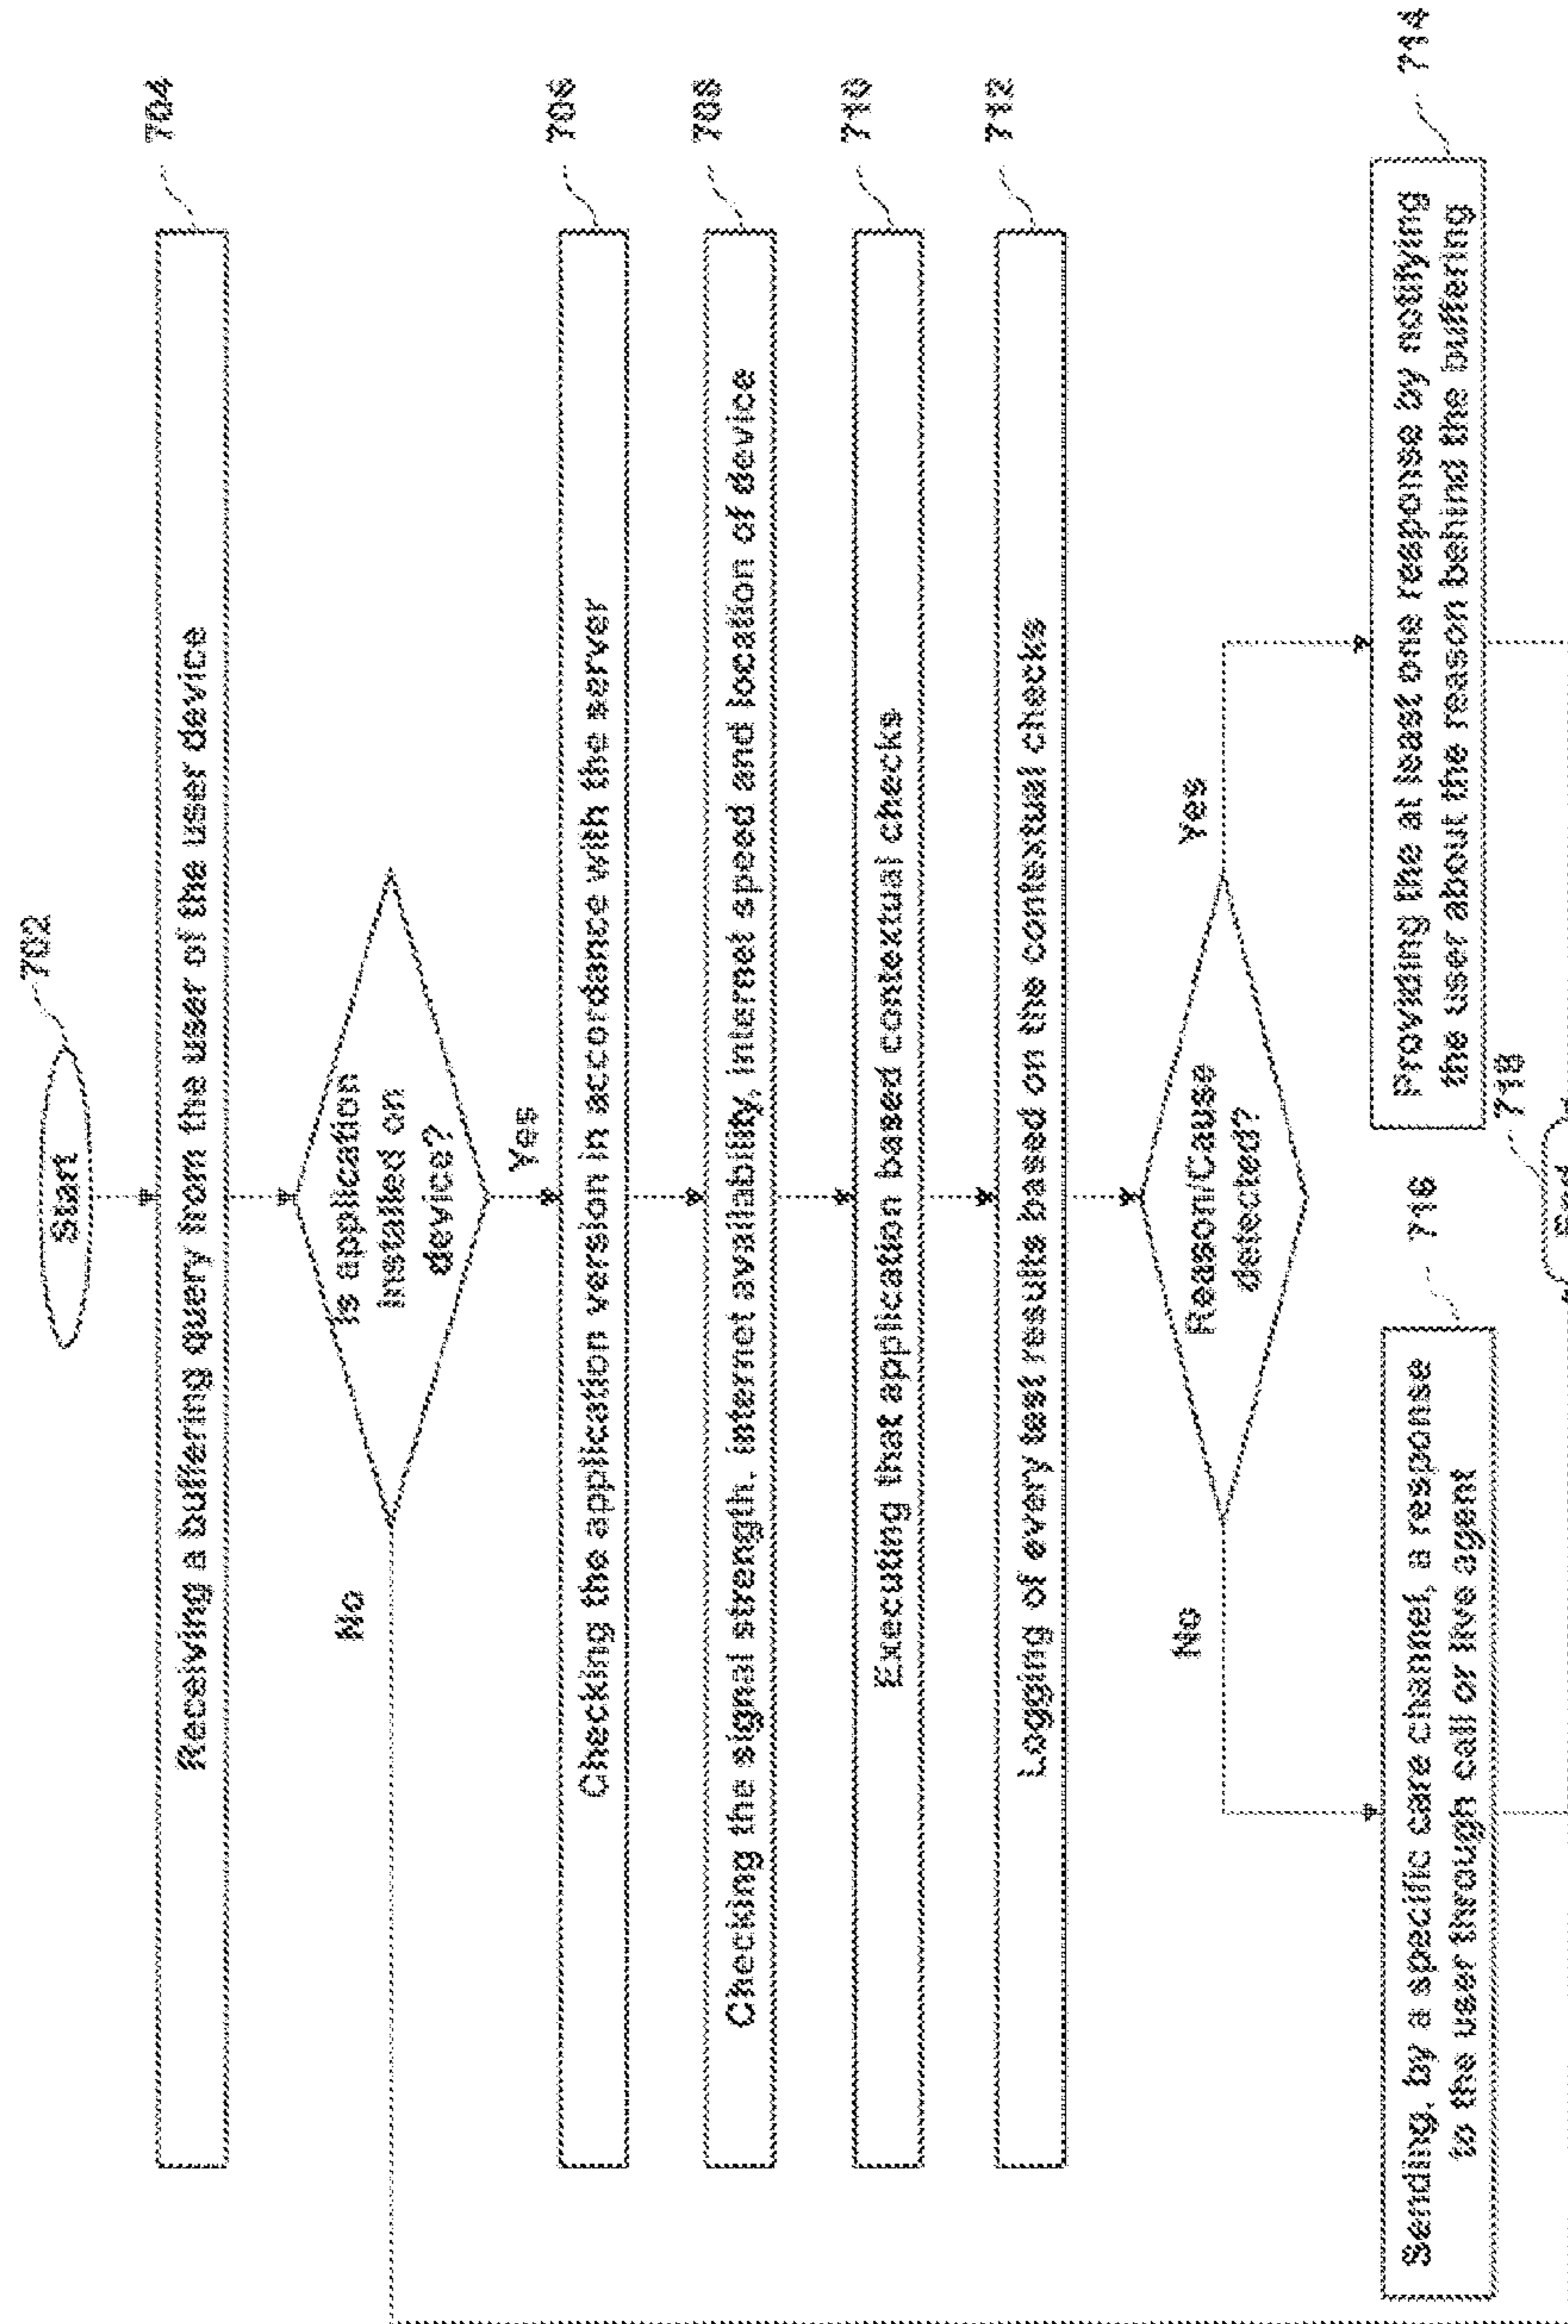 Start
702
Receiving a buffering query from the user of the user device
704
Is application
installed on
device?
No
Yes
Checking the application version in accordance with the server
706
Checking the signal strength, internet availability, internet speed and location of device
708
Executing that application based contextual checks
710
Logging of every test results based on the contextual checks
712
Reason/Cause
detected?
No
Yes
Sending, by a specific care channel, a response
to the user through call or live agent
716
Providing the at least one response by notifying
the user about the reason behind the buffering
714
718